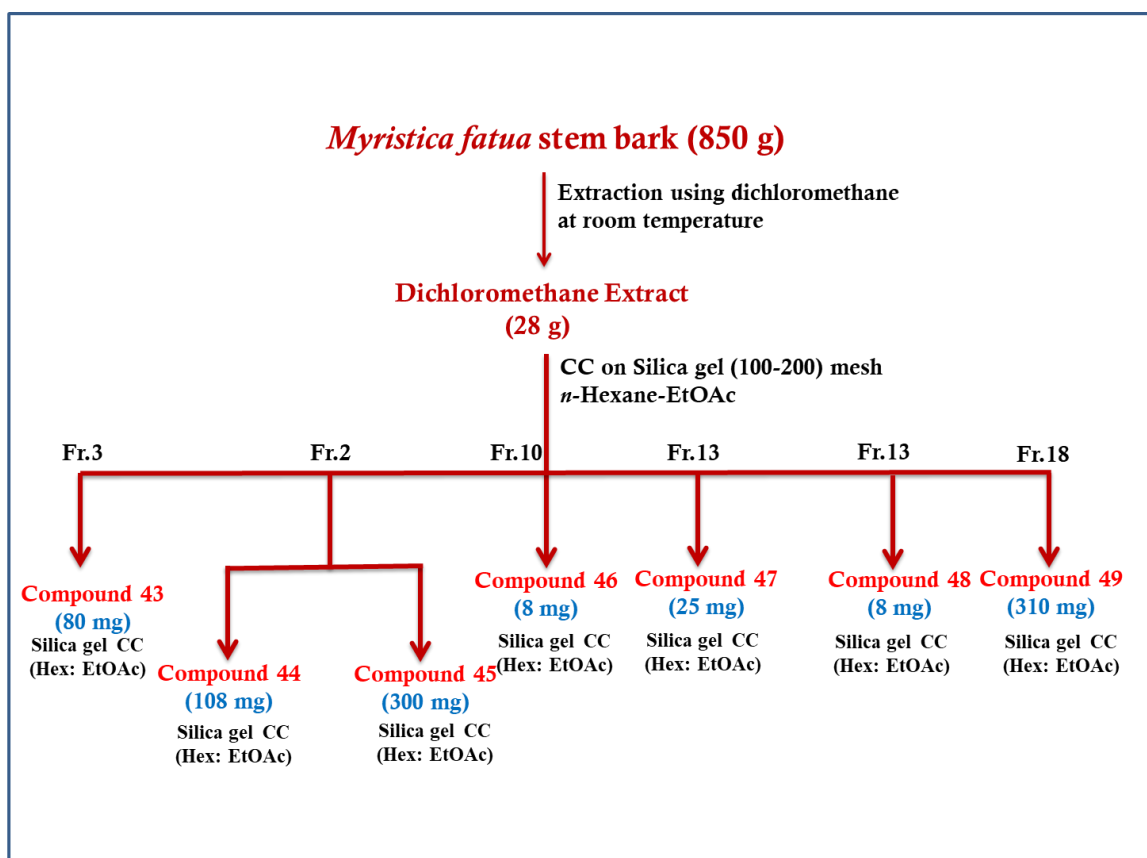 Myristica fatua stem bark (850 g)
Extraction using dichloromethane
at room temperature
Dichloromethane Extract
(28 g)
CC on Silica gel (100-200) mesh
n-Hexane-EtOAc
Fr.3
Fr.2
Fr.10
Fr.13
Fr.13
Fr.18
Compound 43
(80 mg)
Silica gel CC
(Hex: EtOAc)
Compound 44
(108 mg)
Silica gel CC
(Hex: EtOAc)
Compound 45
(300 mg)
Silica gel CC
(Hex: EtOAc)
Compound 46
(8 mg)
Silica gel CC
(Hex: EtOAc)
Compound 47
(25 mg)
Silica gel CC
(Hex: EtOAc)
Compound 48
(8 mg)
Silica gel CC
(Hex: EtOAc)
Compound 49
(310 mg)
Silica gel CC
(Hex: EtOAc)